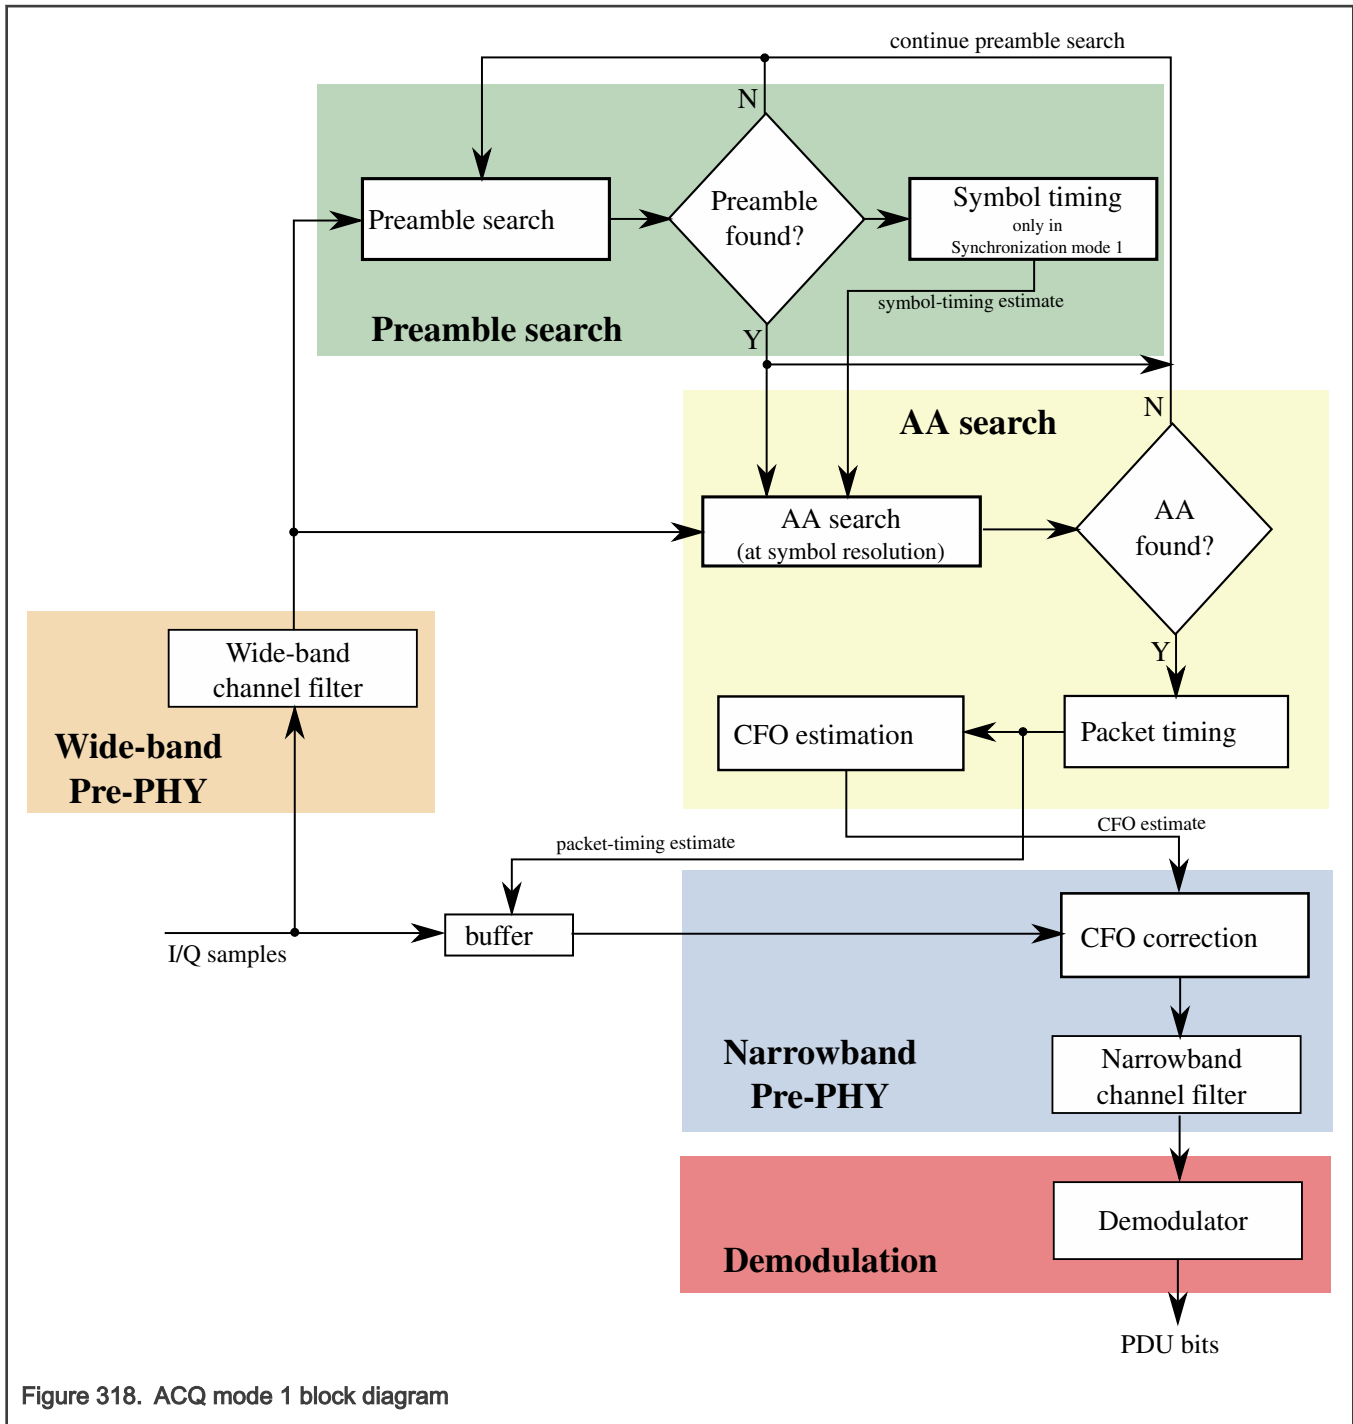 continue preamble search
N
Preamble search
Preamble
found?
Symbol timing
only in
Synchronization mode 1
symbol-timing estimate
Preamble search
Y
N
AA search
AA search
(at symbol resolution)
AA
found?
Y
Wide-band
channel filter
Wide-band
Pre-PHY
CFO estimation
Packet timing
CFO estimate
packet-timing estimate
I/Q samples
buffer
CFO correction
Narrowband
Pre-PHY
Narrowband
channel filter
Demodulator
Demodulation
PDU bits
Figure 318. ACQ mode 1 block diagram